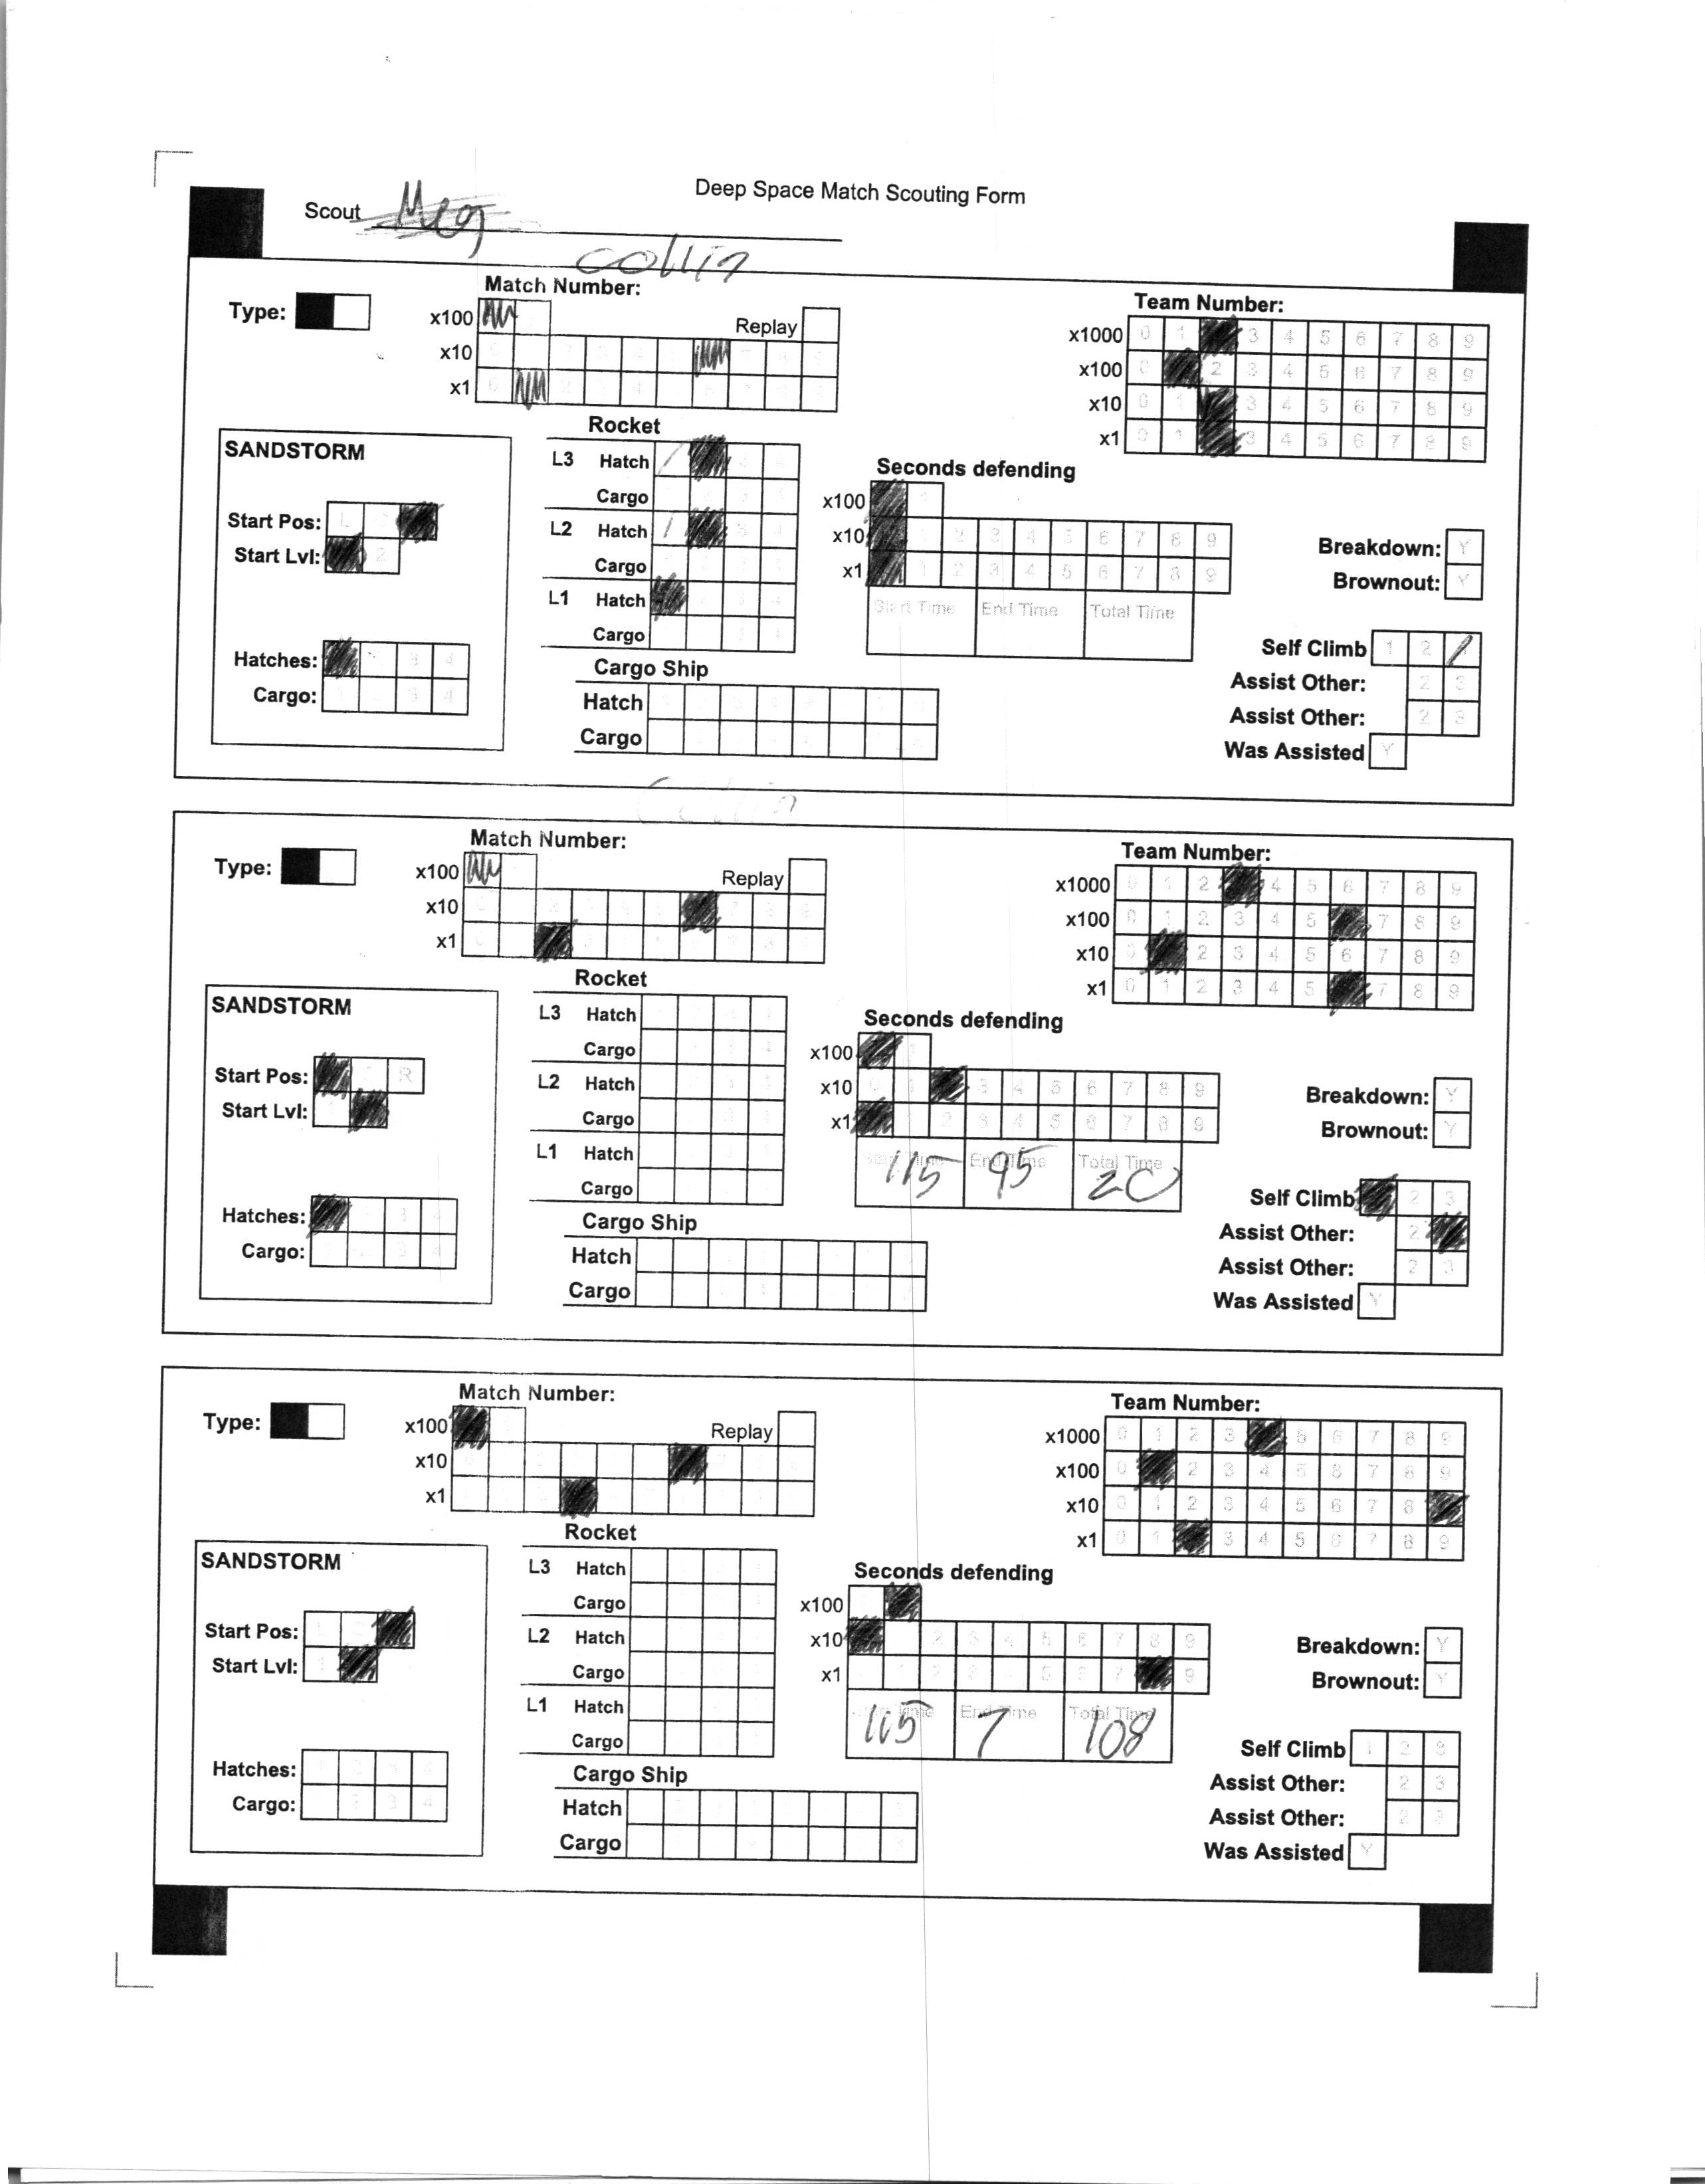 Deep Space Match Scouting Form
Scout Meg
collin
Type:
Match Number:
x100
Replay
x10
x1
Team Number:
x1000 0 1 3 4 5 6 7 8 9
x100 0 2 3 4 5 6 7 8 9
x10 0 1 3 4 5 6 7 8 9
x1 0 1 3 4 5 6 7 8 9
SANDSTORM
Start Pos:
Start Lvl: 2
Hatches: 3 4
Cargo: 3 4
Rocket
L3 Hatch
Cargo
L2 Hatch
Cargo
L1 Hatch
Cargo
Cargo Ship
Hatch
Cargo
Seconds defending
x100
x10 2 3 4 5 6 7 8 9
x1 2 3 4 5 6 7 8 9
Start Time End Time Total Time
Breakdown: Y
Brownout: Y
Self Climb 1 2
Assist Other: 2 3
Assist Other: 2 3
Was Assisted Y
Collin
Type:
Match Number:
x100
Replay
x10
x1
Team Number:
x1000 0 1 2 4 5 6 7 8 9
x100 0 1 2 3 4 5 7 8 9
x10 0 2 3 4 5 6 7 8 9
x1 0 1 2 3 4 5 7 8 9
SANDSTORM
Start Pos: R
Start Lvl:
Hatches:
Cargo:
Rocket
L3 Hatch
Cargo
L2 Hatch
Cargo
L1 Hatch
Cargo
Cargo Ship
Hatch
Cargo
Seconds defending
x100
x10 3 4 5 6 7 8 9
x1 2 3 4 5 6 7 8 9
End Time Total Time
115 95 20
Breakdown: Y
Brownout: Y
Self Climb 2 3
Assist Other: 2
Assist Other: 2 3
Was Assisted Y
Type:
Match Number:
x100
Replay
x10
x1
Team Number:
x1000 0 1 2 3 5 6 7 8 9
x100 0 2 3 4 5 6 7 8 9
x10 0 1 2 3 4 5 6 7 8
x1 0 1 3 4 5 6 7 8 9
SANDSTORM
Start Pos:
Start Lvl:
Hatches:
Cargo: 2 3 4
Rocket
L3 Hatch
Cargo
L2 Hatch
Cargo
L1 Hatch
Cargo
Cargo Ship
Hatch
Cargo
Seconds defending
x100
x10 2 3 4 5 6 7 8 9
x1 1 2 3 4 5 6 7 9
End Time Total Time
115 7 108
Breakdown: Y
Brownout: Y
Self Climb 1 2 3
Assist Other: 2 3
Assist Other: 2 3
Was Assisted Y